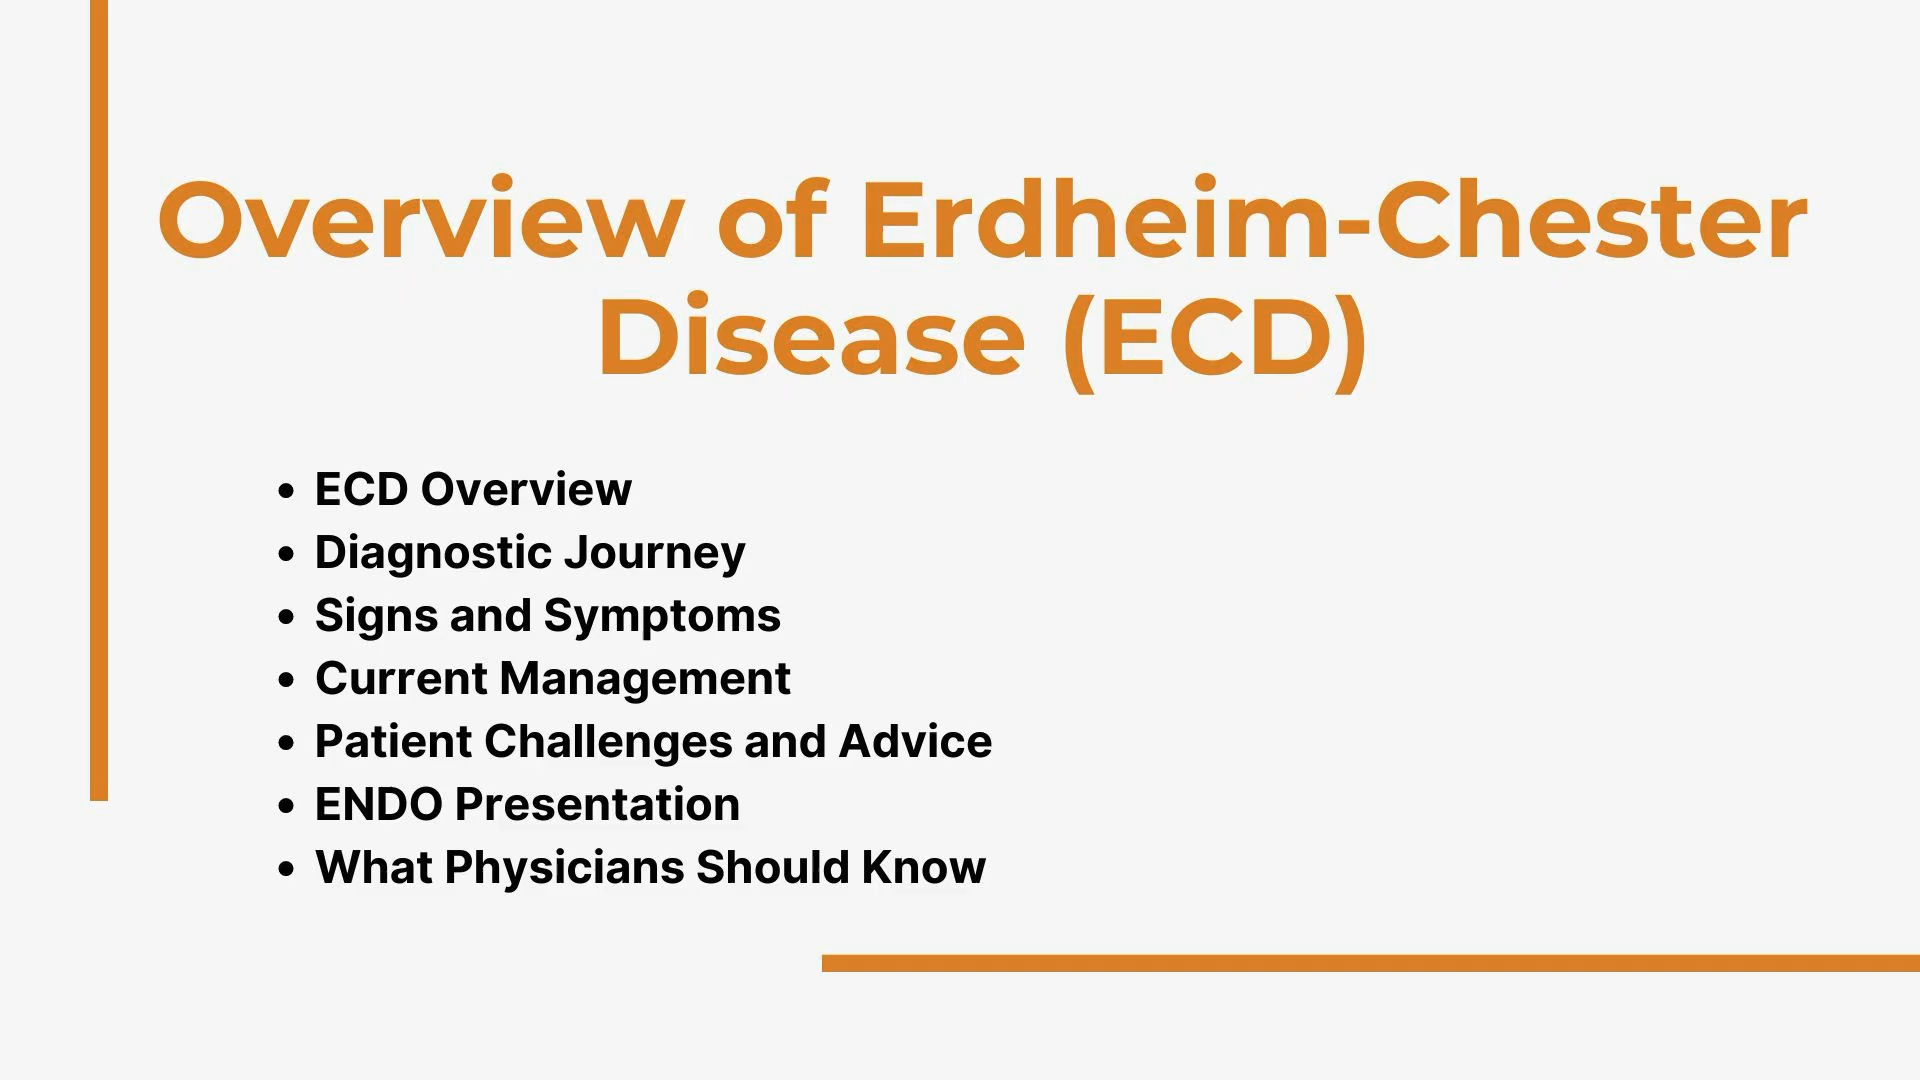 Overview of Erdheim-Chester
Disease (ECD)
• ECD Overview
• Diagnostic Journey
• Signs and Symptoms
• Current Management
• Patient Challenges and Advice
• ENDO Presentation
• What Physicians Should Know